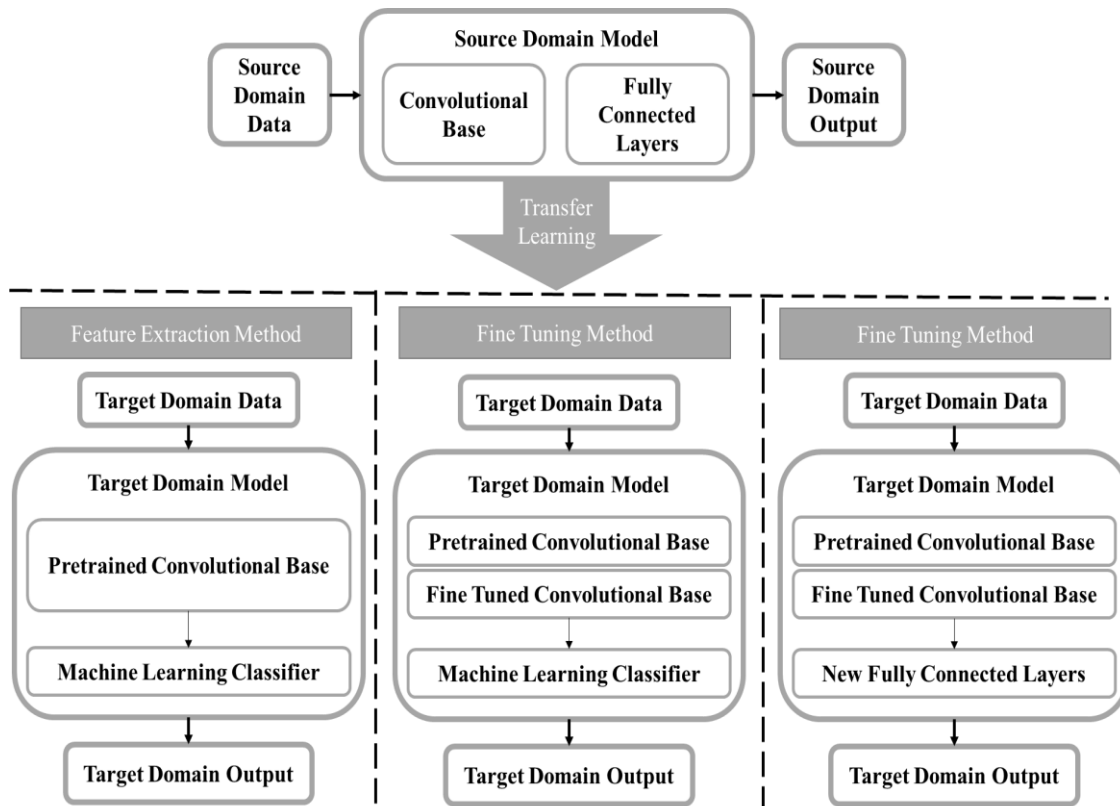 Source Domain Model
Source
Domain
Data
Convolutional
Base
Fully
Connected
Layers
Source
Domain
Output
Transfer
Learning
Feature Extraction Method
Target Domain Data
Target Domain Model
Pretrained Convolutional Base
Machine Learning Classifier
Target Domain Output
Fine Tuning Method
Target Domain Data
Target Domain Model
Pretrained Convolutional Base
Fine Tuned Convolutional Base
Machine Learning Classifier
Target Domain Output
Fine Tuning Method
Target Domain Data
Target Domain Model
Pretrained Convolutional Base
Fine Tuned Convolutional Base
New Fully Connected Layers
Target Domain Output